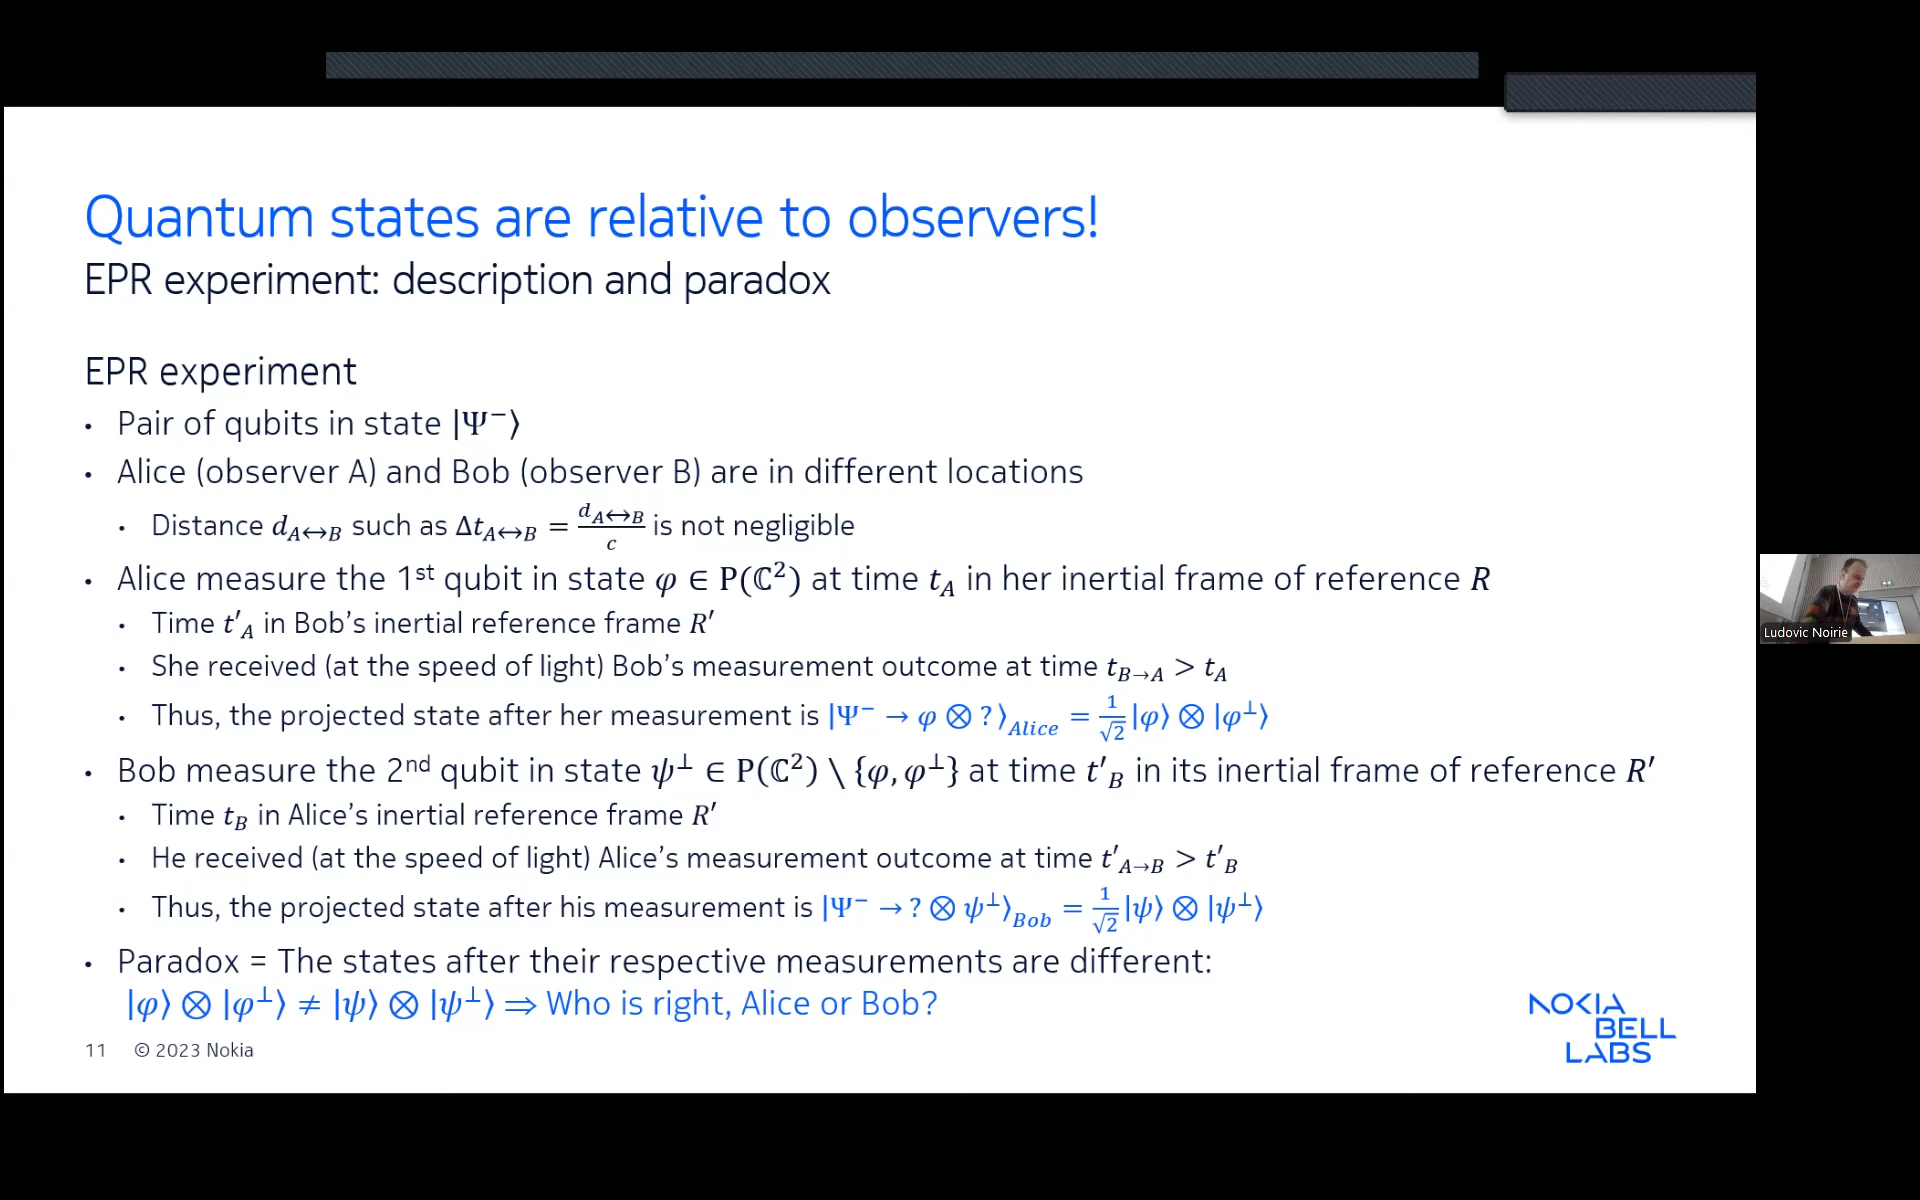 Quantum states are relative to observers!
EPR experiment: description and paradox
EPR experiment
• Pair of qubits in state |Ψ⁻⟩
• Alice (observer A) and Bob (observer B) are in different locations
• Distance d_{A↔B} such as Δt_{A↔B} = d_{A↔B}/c is not negligible
• Alice measure the 1st qubit in state φ ∈ P(ℂ²) at time t_A in her inertial frame of reference R
• Time t'_A in Bob's inertial reference frame R'
• She received (at the speed of light) Bob's measurement outcome at time t_{B→A} > t_A
• Thus, the projected state after her measurement is |Ψ⁻ → φ ⊗ ?⟩_{Alice} = 1/√2 |φ⟩ ⊗ |φ^⊥⟩
• Bob measure the 2nd qubit in state ψ^⊥ ∈ P(ℂ²) \ {φ, φ^⊥} at time t'_B in its inertial frame of reference R'
• Time t_B in Alice's inertial reference frame R'
• He received (at the speed of light) Alice's measurement outcome at time t'_{A→B} > t'_B
• Thus, the projected state after his measurement is |Ψ⁻ → ? ⊗ ψ^⊥⟩_{Bob} = 1/√2 |ψ⟩ ⊗ |ψ^⊥⟩
• Paradox = The states after their respective measurements are different:
|φ⟩ ⊗ |φ^⊥⟩ ≠ |ψ⟩ ⊗ |ψ^⊥⟩ ⇒ Who is right, Alice or Bob?
11 © 2023 Nokia
NOKIA
BELL
LABS
Ludovic Noirie